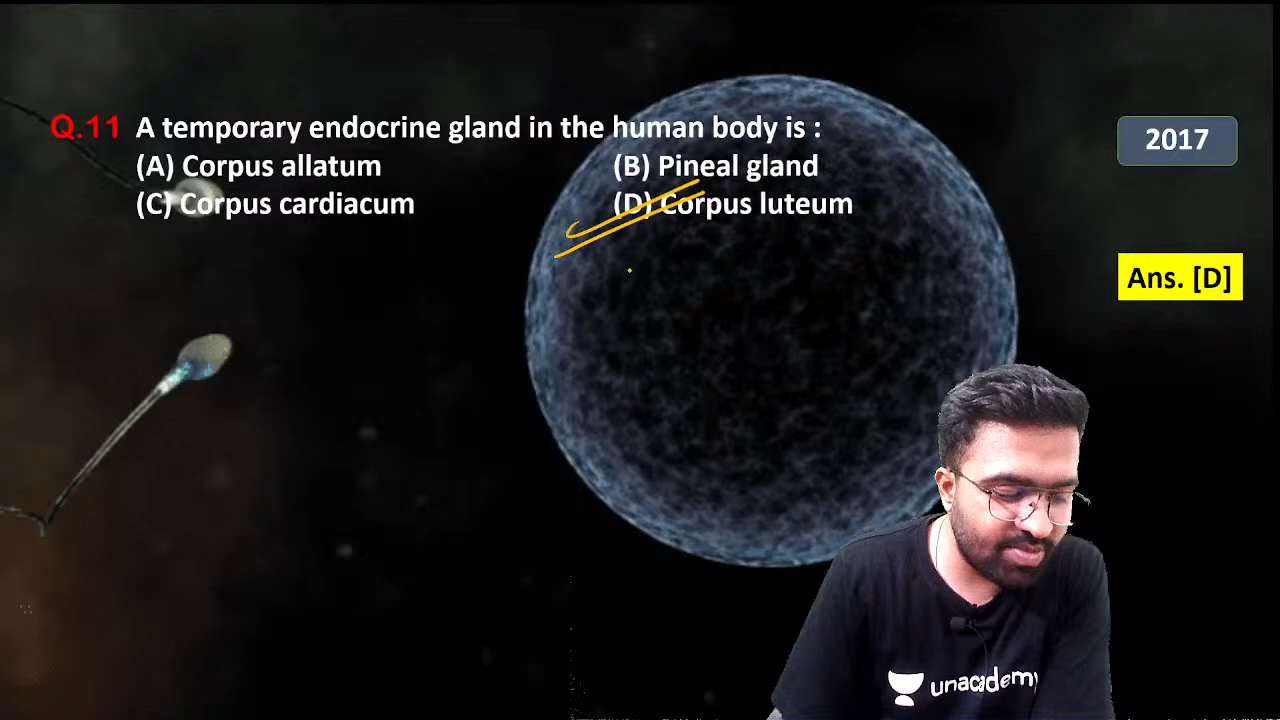 Q.11 A temporary endocrine gland in the human body is :
(A) Corpus allatum (B) Pineal gland
(C) Corpus cardiacum (D) Corpus luteum
2017
Ans. [D]
unacademy